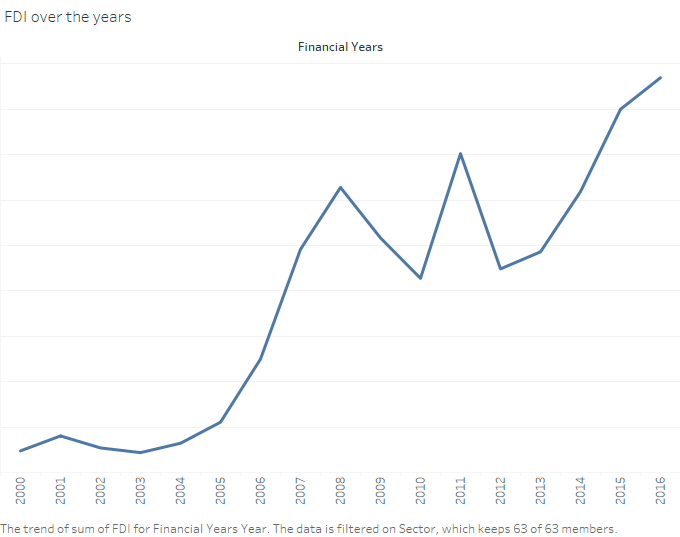 FDI over the years
Financial Years
2000 2001 2002 2003 2004 2005 2006 2007 2008 2009 2010 2011 2012 2013 2014 2015 2016
The trend of sum of FDI for Financial Years Year. The data is filtered on Sector, which keeps 63 of 63 members.